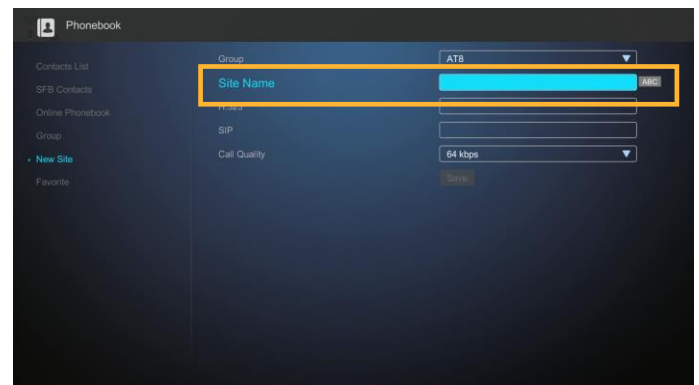 Phonebook
Contacts List
SFB Contacts
Online Phonebook
Group
New Site
Favorite
Group AT8
Site Name ABC
H.323
SIP
Call Quality 64 kbps
Save